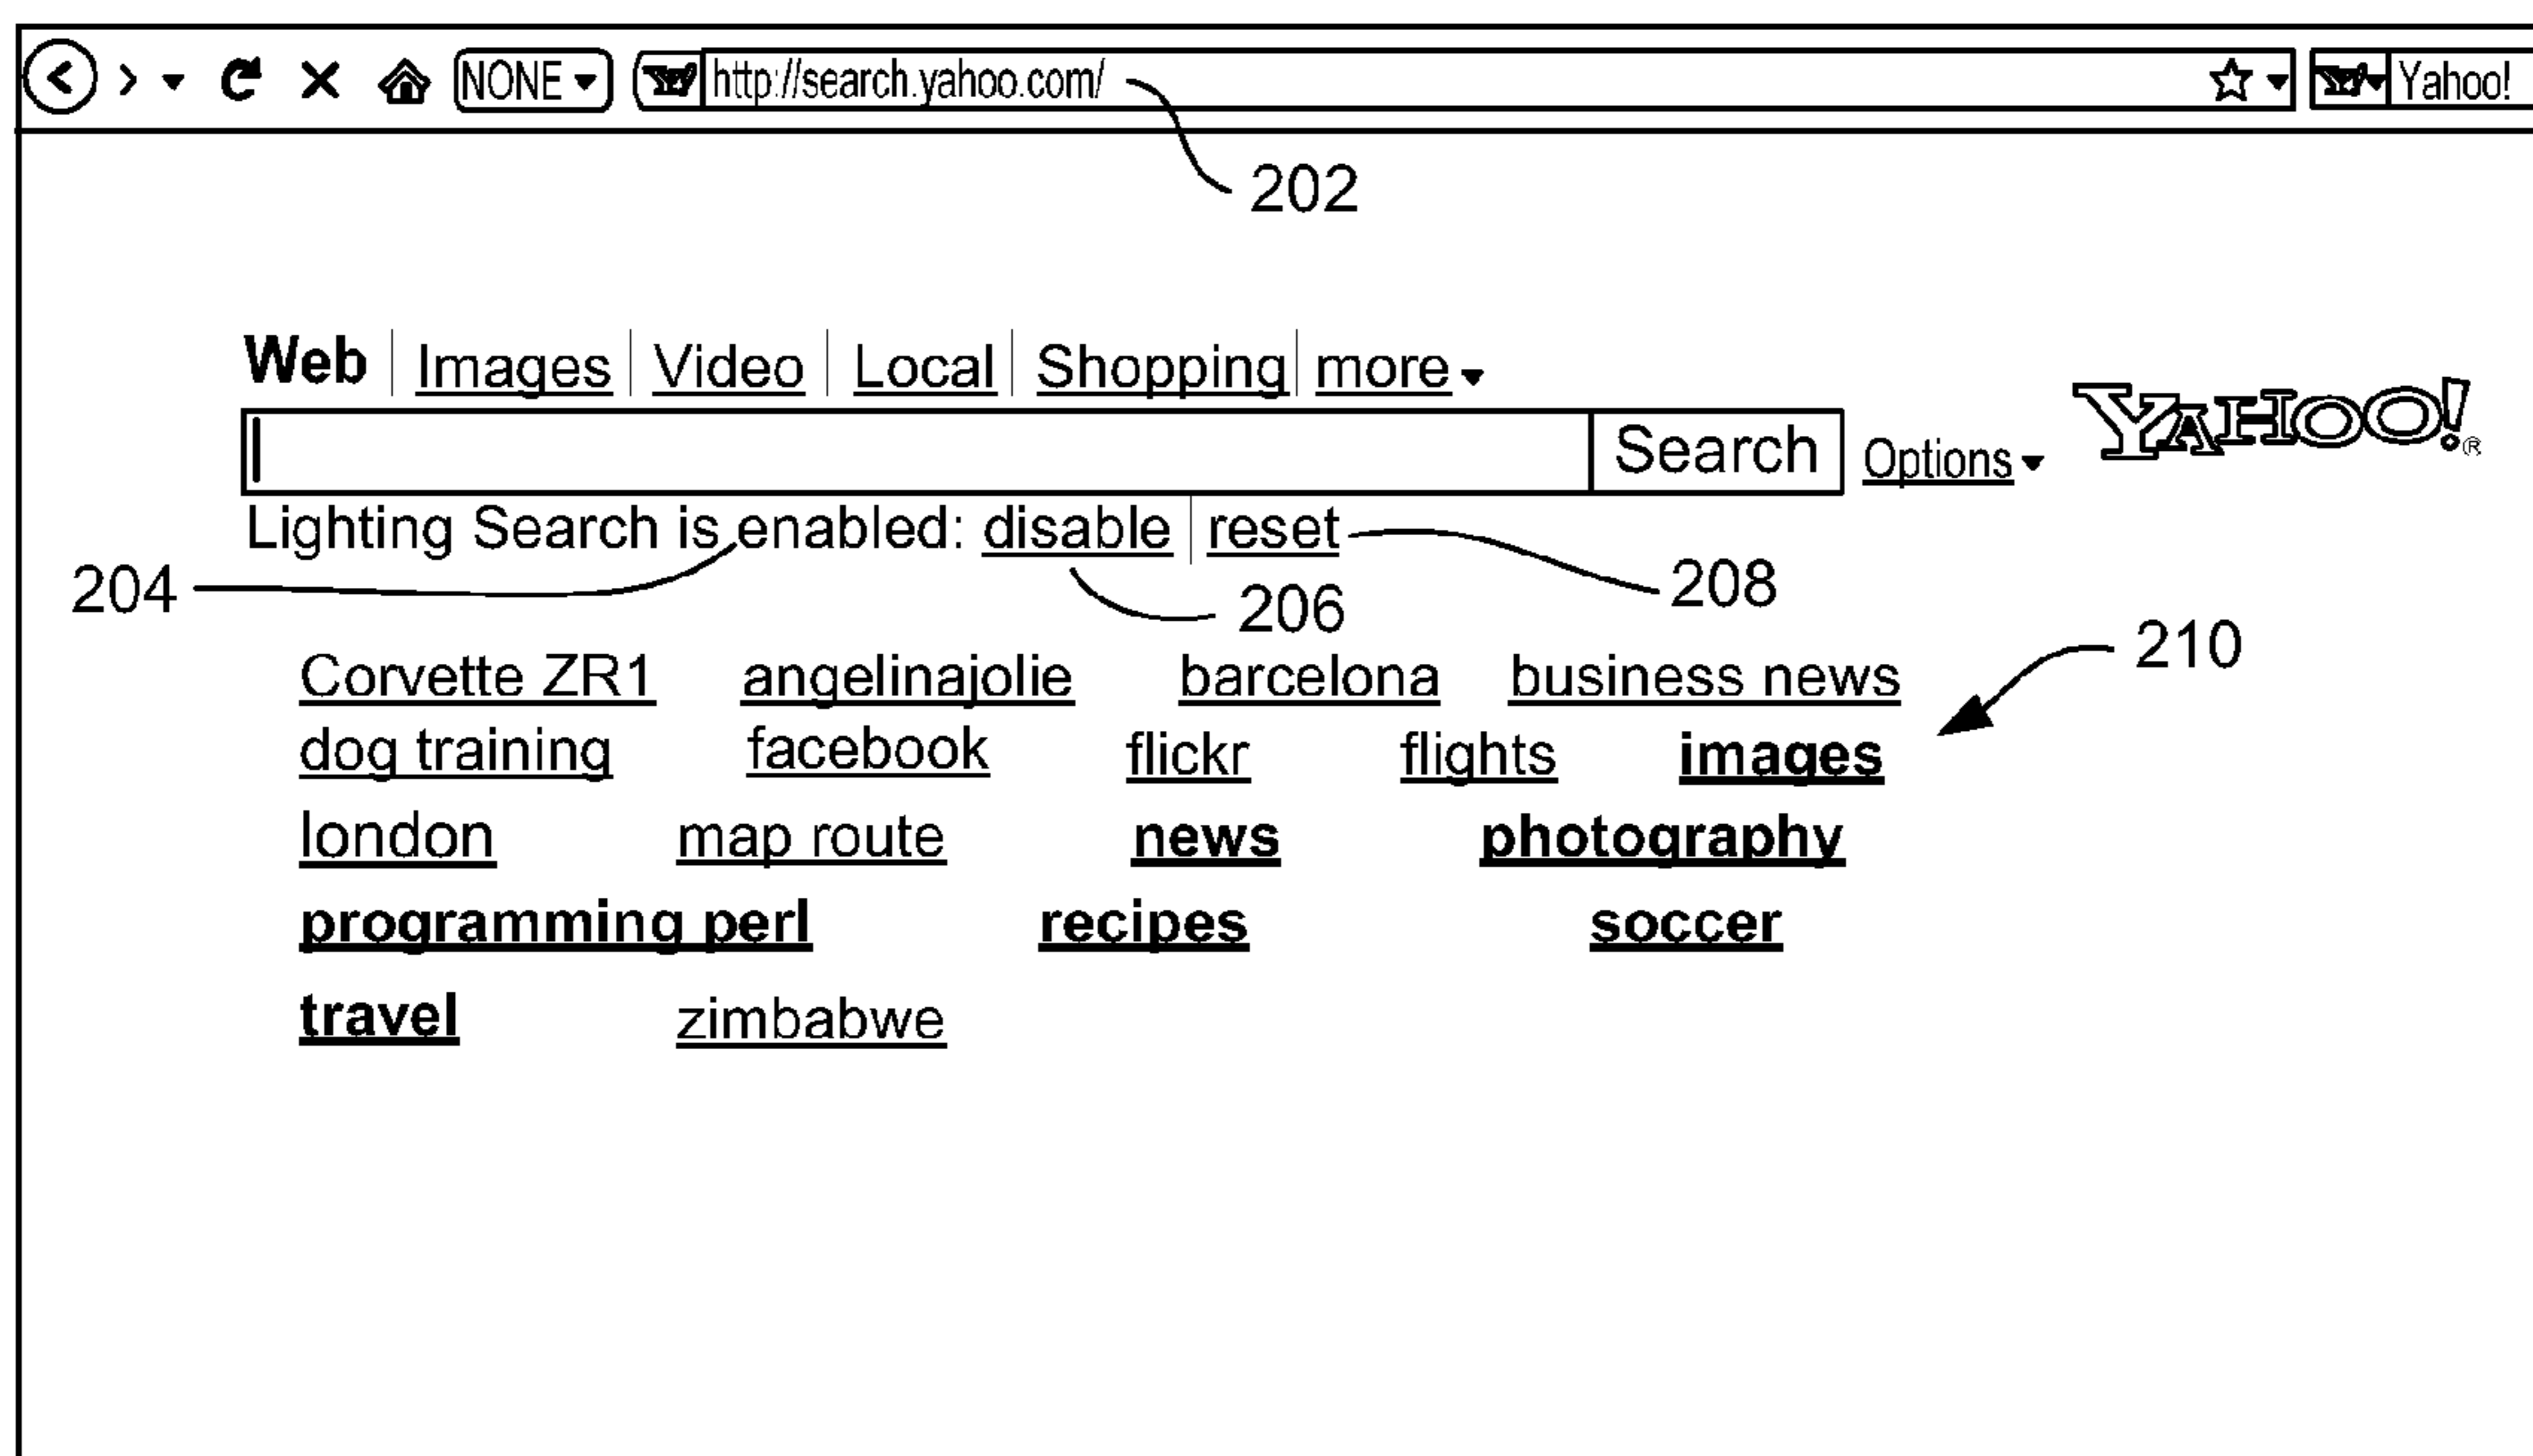 NONE http://search.yahoo.com/ Yahoo!
202
Web Images Video Local Shopping more
YAHOO!®
Search Options
Lighting Search is enabled: disable reset
204 206 208
210
Corvette ZR1 angelinajolie barcelona business news
dog training facebook flickr flights images
london map route news photography
programming perl recipes soccer
travel zimbabwe